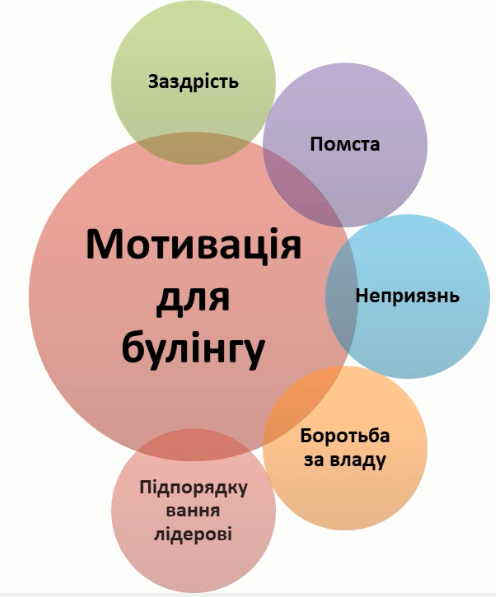 Заздрість
Помста
Мотивація
для
булінгу
Неприязнь
Боротьба
за владу
Підпорядку
вання
лідерові